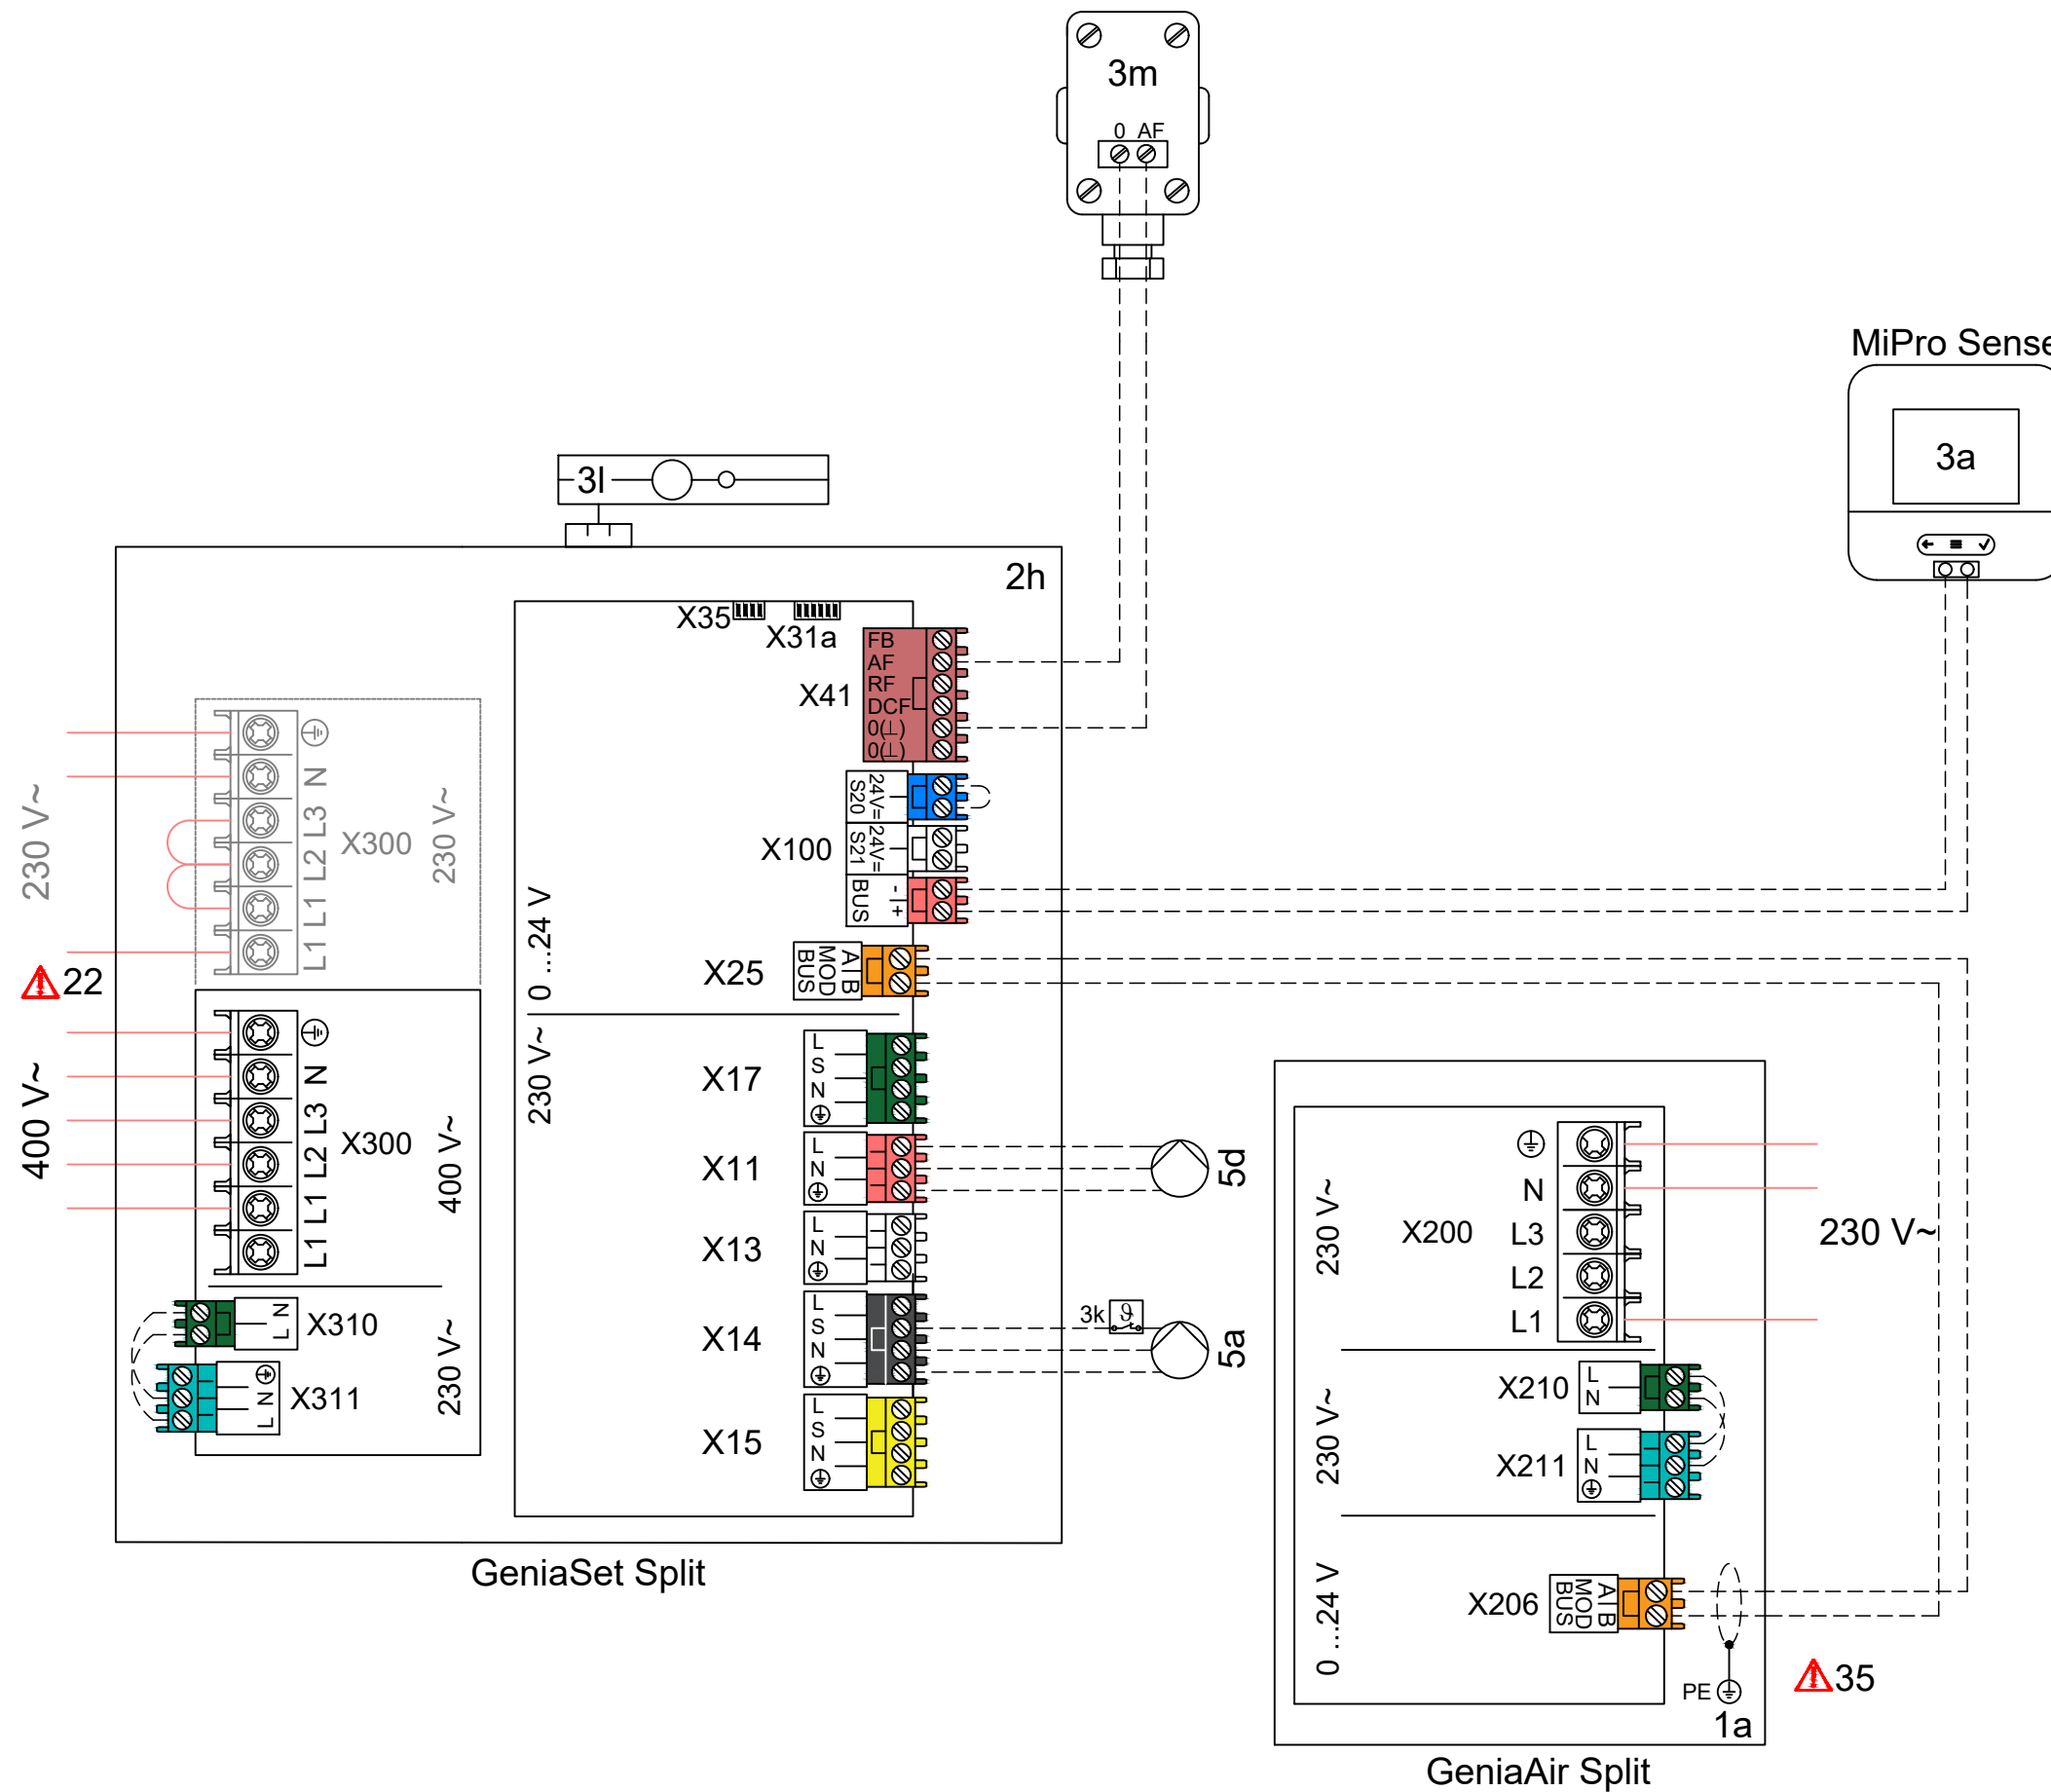 3m
0 AF
MiPro Sense
3a
3l
2h
X35
X31a
FB
AF
RF
DCF
0(⊥)
0(⊥)
X41
24V=
S20
24V=
S21
X100
BUS
- +
0 ...24 V
X25
A B
MOD
BUS
230 V~
X17
L
S
N
X11
L
N
5d
X13
L
N
X14
L
S
N
3k
ϑ
5a
X15
L
S
N
230 V~
N
L3
L2
L1
L1
X300
230 V~
22
400 V~
N
L3
L2
L1
L1
X300
400 V~
L N
X310
L N
X311
230 V~
GeniaSet Split
230 V~
X200
N
L3
L2
L1
230 V~
230 V~
X210
L
N
X211
L
N
0 ...24 V
X206
A B
MOD
BUS
PE
35
1a
GeniaAir Split